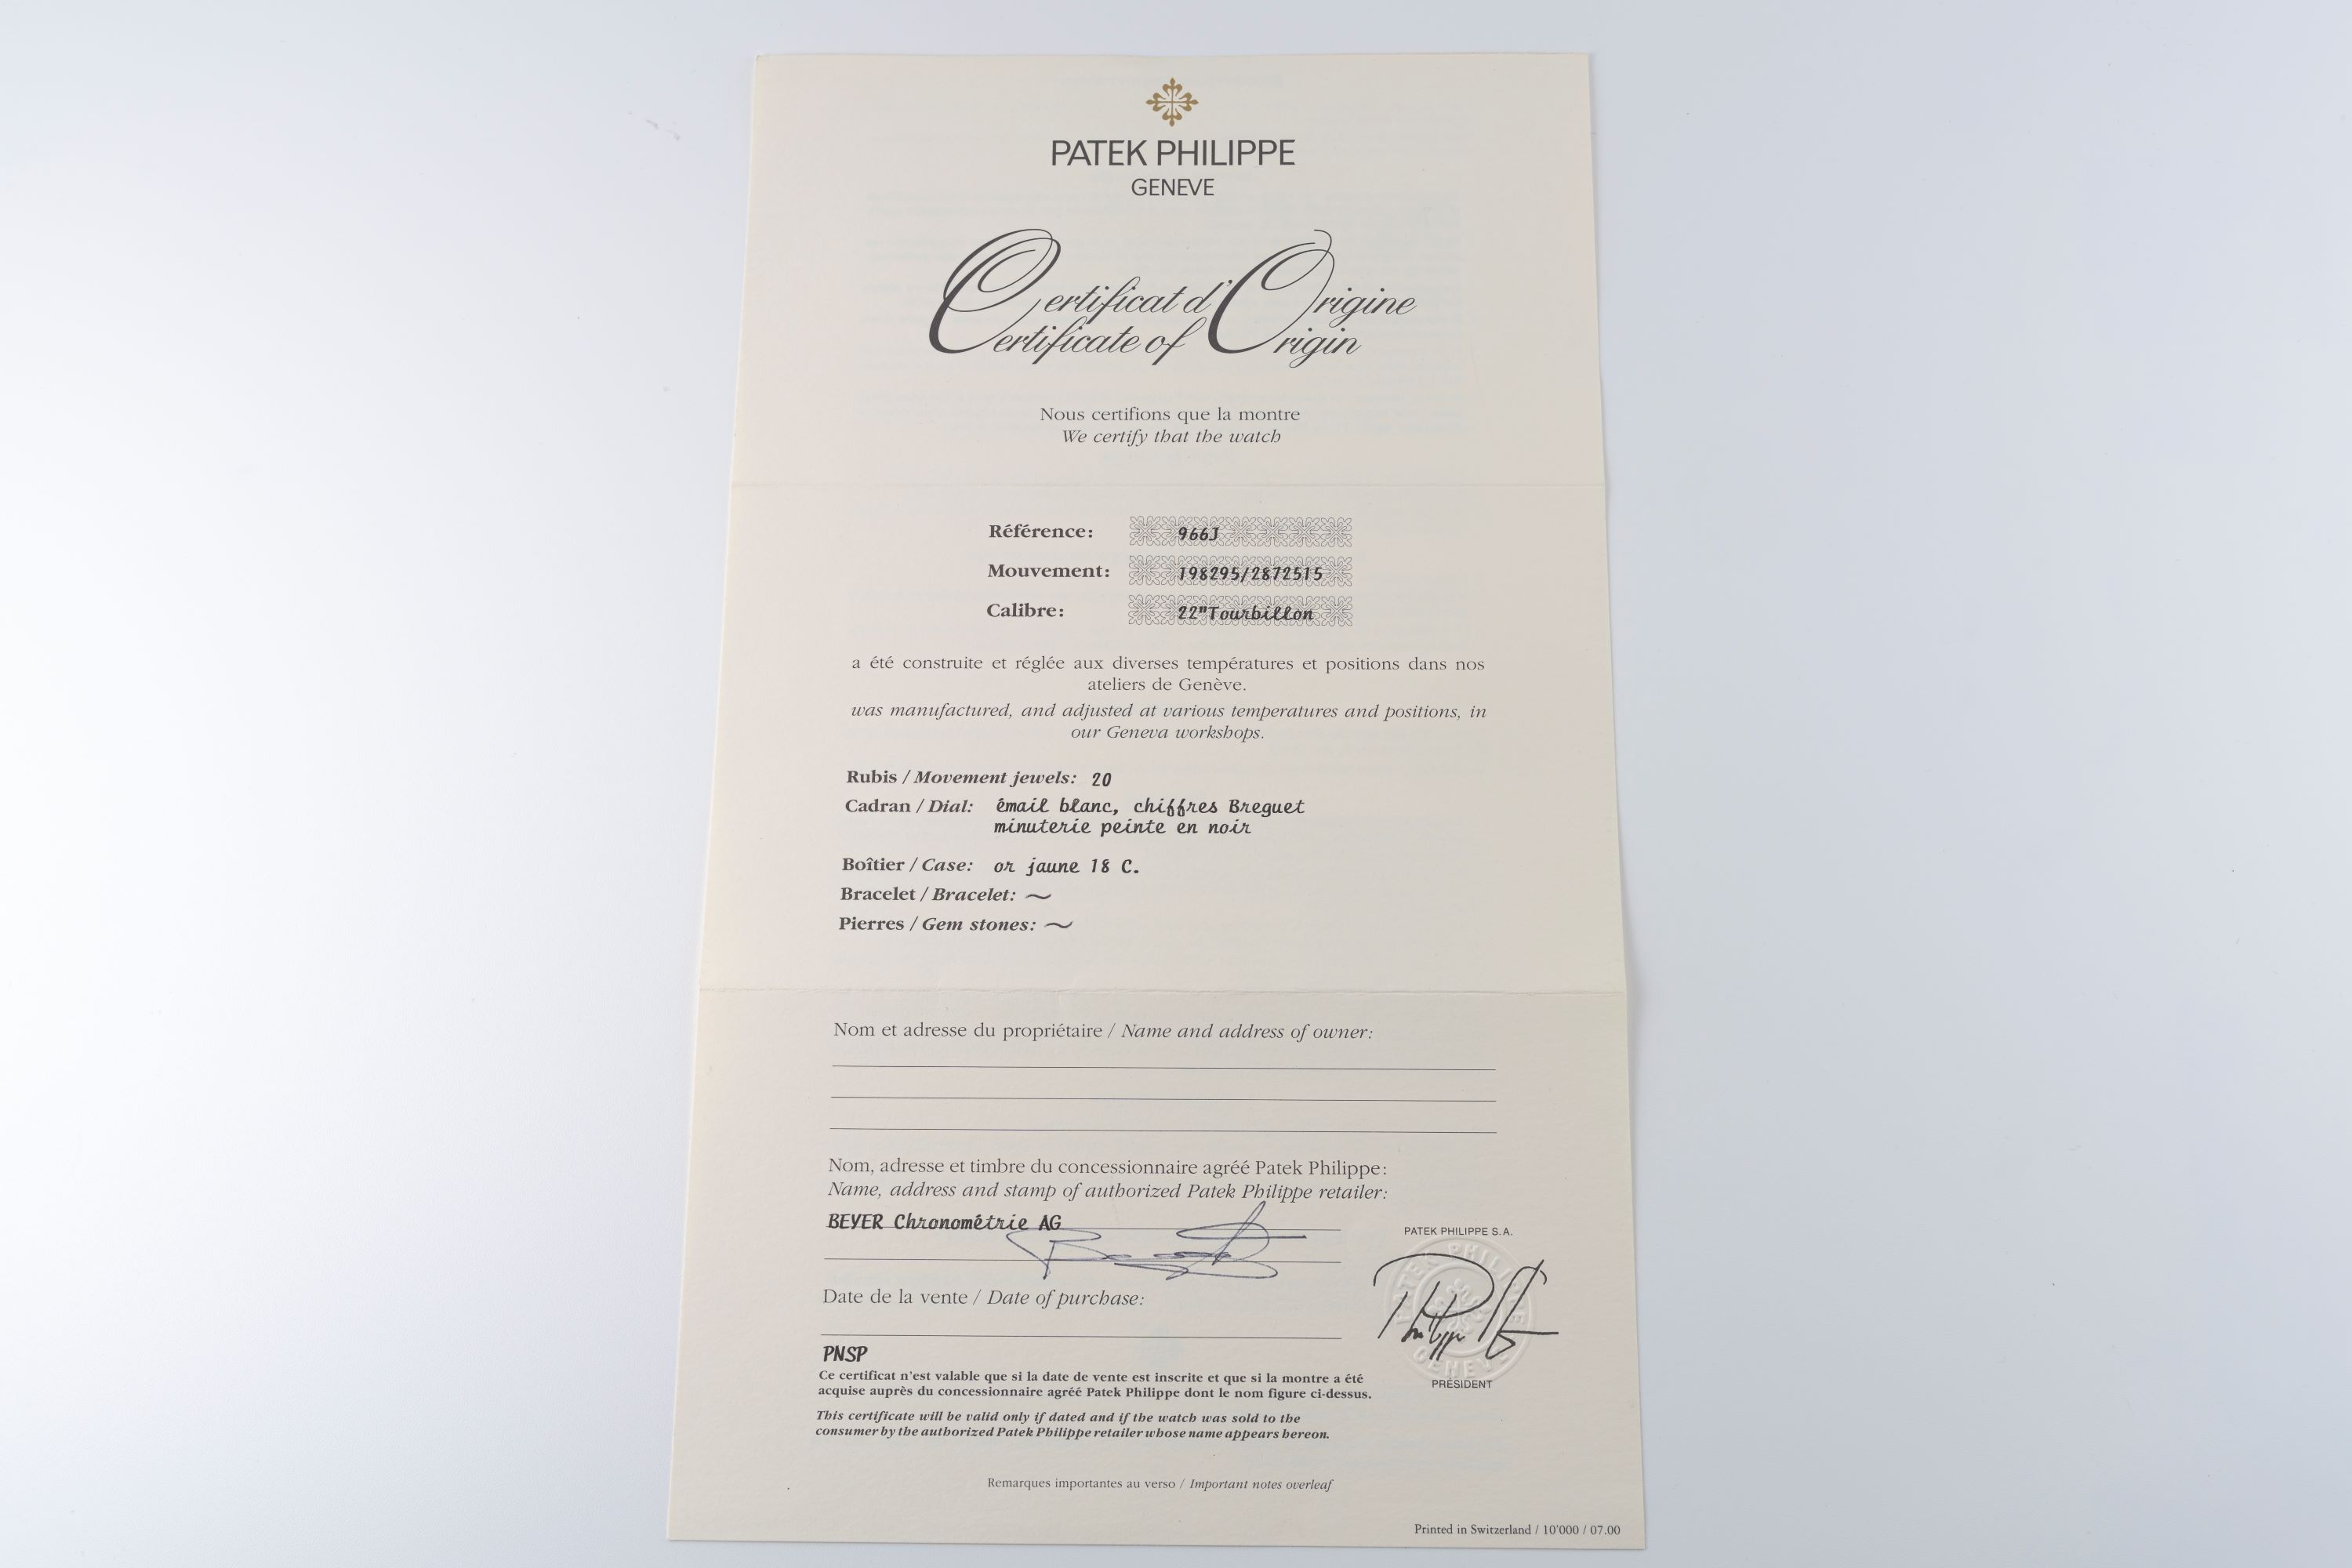 PATEK PHILIPPE
GENEVE
Certificat d'Origine
Certificate of Origin
Nous certifions que la montre
We certify that the watch
Référence: 966J
Mouvement: 198295/2872515
Calibre: 22"Tourbillon
a été construite et réglée aux diverses températures et positions dans nos
ateliers de Genève.
was manufactured, and adjusted at various temperatures and positions, in
our Geneva workshops.
Rubis / Movement jewels: 20
Cadran / Dial: émail blanc, chiffres Breguet
minuterie peinte en noir
Boîtier / Case: or jaune 18 C.
Bracelet / Bracelet: ~
Pierres / Gem stones: ~
Nom et adresse du propriétaire / Name and address of owner:
Nom, adresse et timbre du concessionnaire agréé Patek Philippe:
Name, address and stamp of authorized Patek Philippe retailer:
BEYER Chronométrie AG
PATEK PHILIPPE S.A.
PATEK PHILIPPE GENEVE
Date de la vente / Date of purchase:
PRÉSIDENT
PNSP
Ce certificat n'est valable que si la date de vente est inscrite et que si la montre a été
acquise auprès du concessionnaire agréé Patek Philippe dont le nom figure ci-dessus.
This certificate will be valid only if dated and if the watch was sold to the
consumer by the authorized Patek Philippe retailer whose name appears hereon.
Remarques importantes au verso / Important notes overleaf
Printed in Switzerland / 10'000 / 07.00